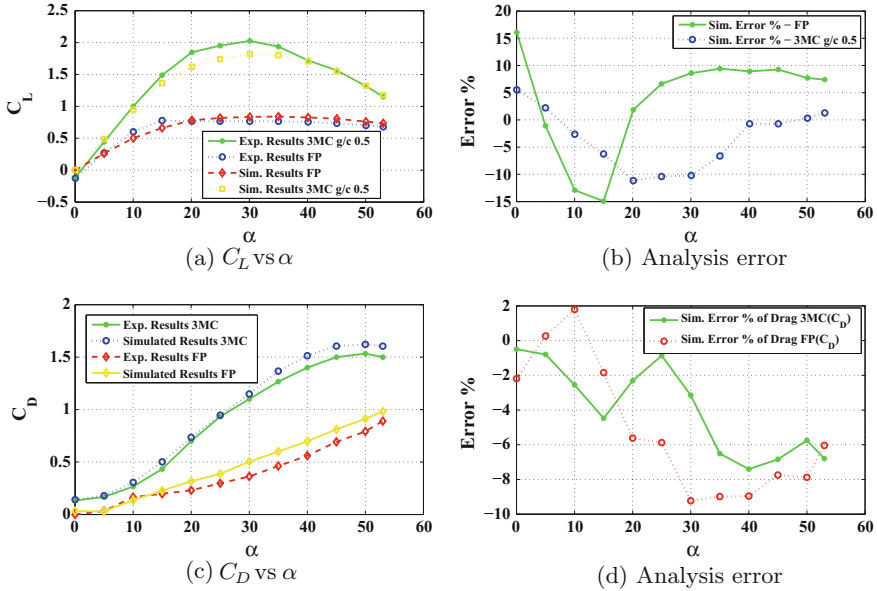 2.5
2
1.5
1
0.5
0
−0.5
C_L
0 10 20 30 40 50 60
α
Exp. Results 3MC g/c 0.5
Exp. Results FP
Sim. Results FP
Sim. Results 3MC g/c 0.5
(a) C_L vs α
20
15
10
5
0
−5
−10
−15
Error %
0 10 20 30 40 50 60
α
Sim. Error % − FP
Sim. Error % − 3MC g/c 0.5
(b) Analysis error
2
1.5
1
0.5
0
C_D
0 10 20 30 40 50 60
α
Exp. Results 3MC
Simulated Results 3MC
Exp. Results FP
Simulated Results FP
(c) C_D vs α
2
0
−2
−4
−6
−8
−10
Error %
0 10 20 30 40 50 60
α
Sim. Error % of Drag 3MC(C_D)
Sim. Error % of Drag FP(C_D)
(d) Analysis error